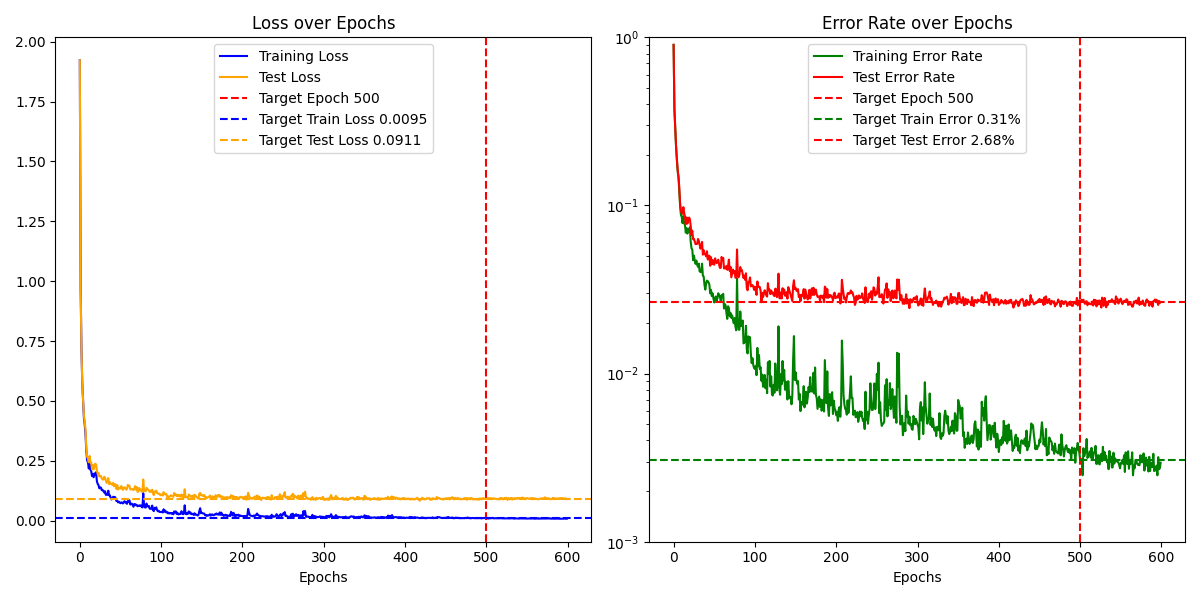 Loss over Epochs
2.00
1.75
1.50
1.25
1.00
0.75
0.50
0.25
0.00
Training Loss
Test Loss
Target Epoch 500
Target Train Loss 0.0095
Target Test Loss 0.0911
0 100 200 300 400 500 600
Epochs
Error Rate over Epochs
10⁰
10⁻¹
10⁻²
10⁻³
Training Error Rate
Test Error Rate
Target Epoch 500
Target Train Error 0.31%
Target Test Error 2.68%
0 100 200 300 400 500 600
Epochs